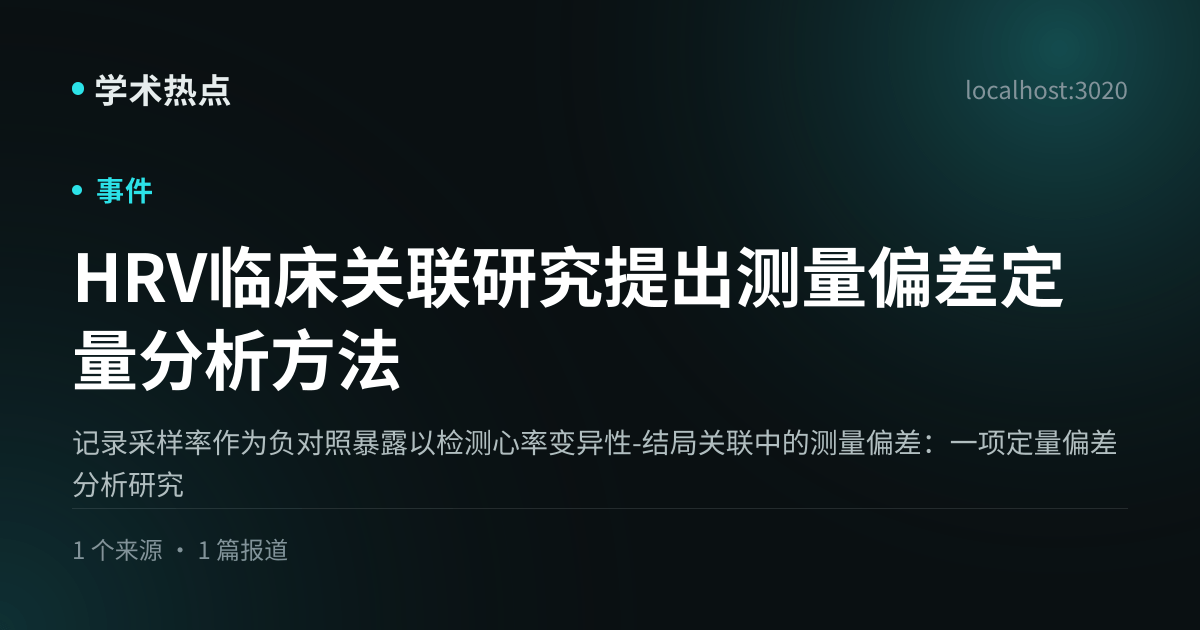 学术热点
localhost:3020
事件
HRV临床关联研究提出测量偏差定
量分析方法
记录采样率作为负对照暴露以检测心率变异性-结局关联中的测量偏差：一项定量偏差
分析研究
1 个来源 · 1 篇报道